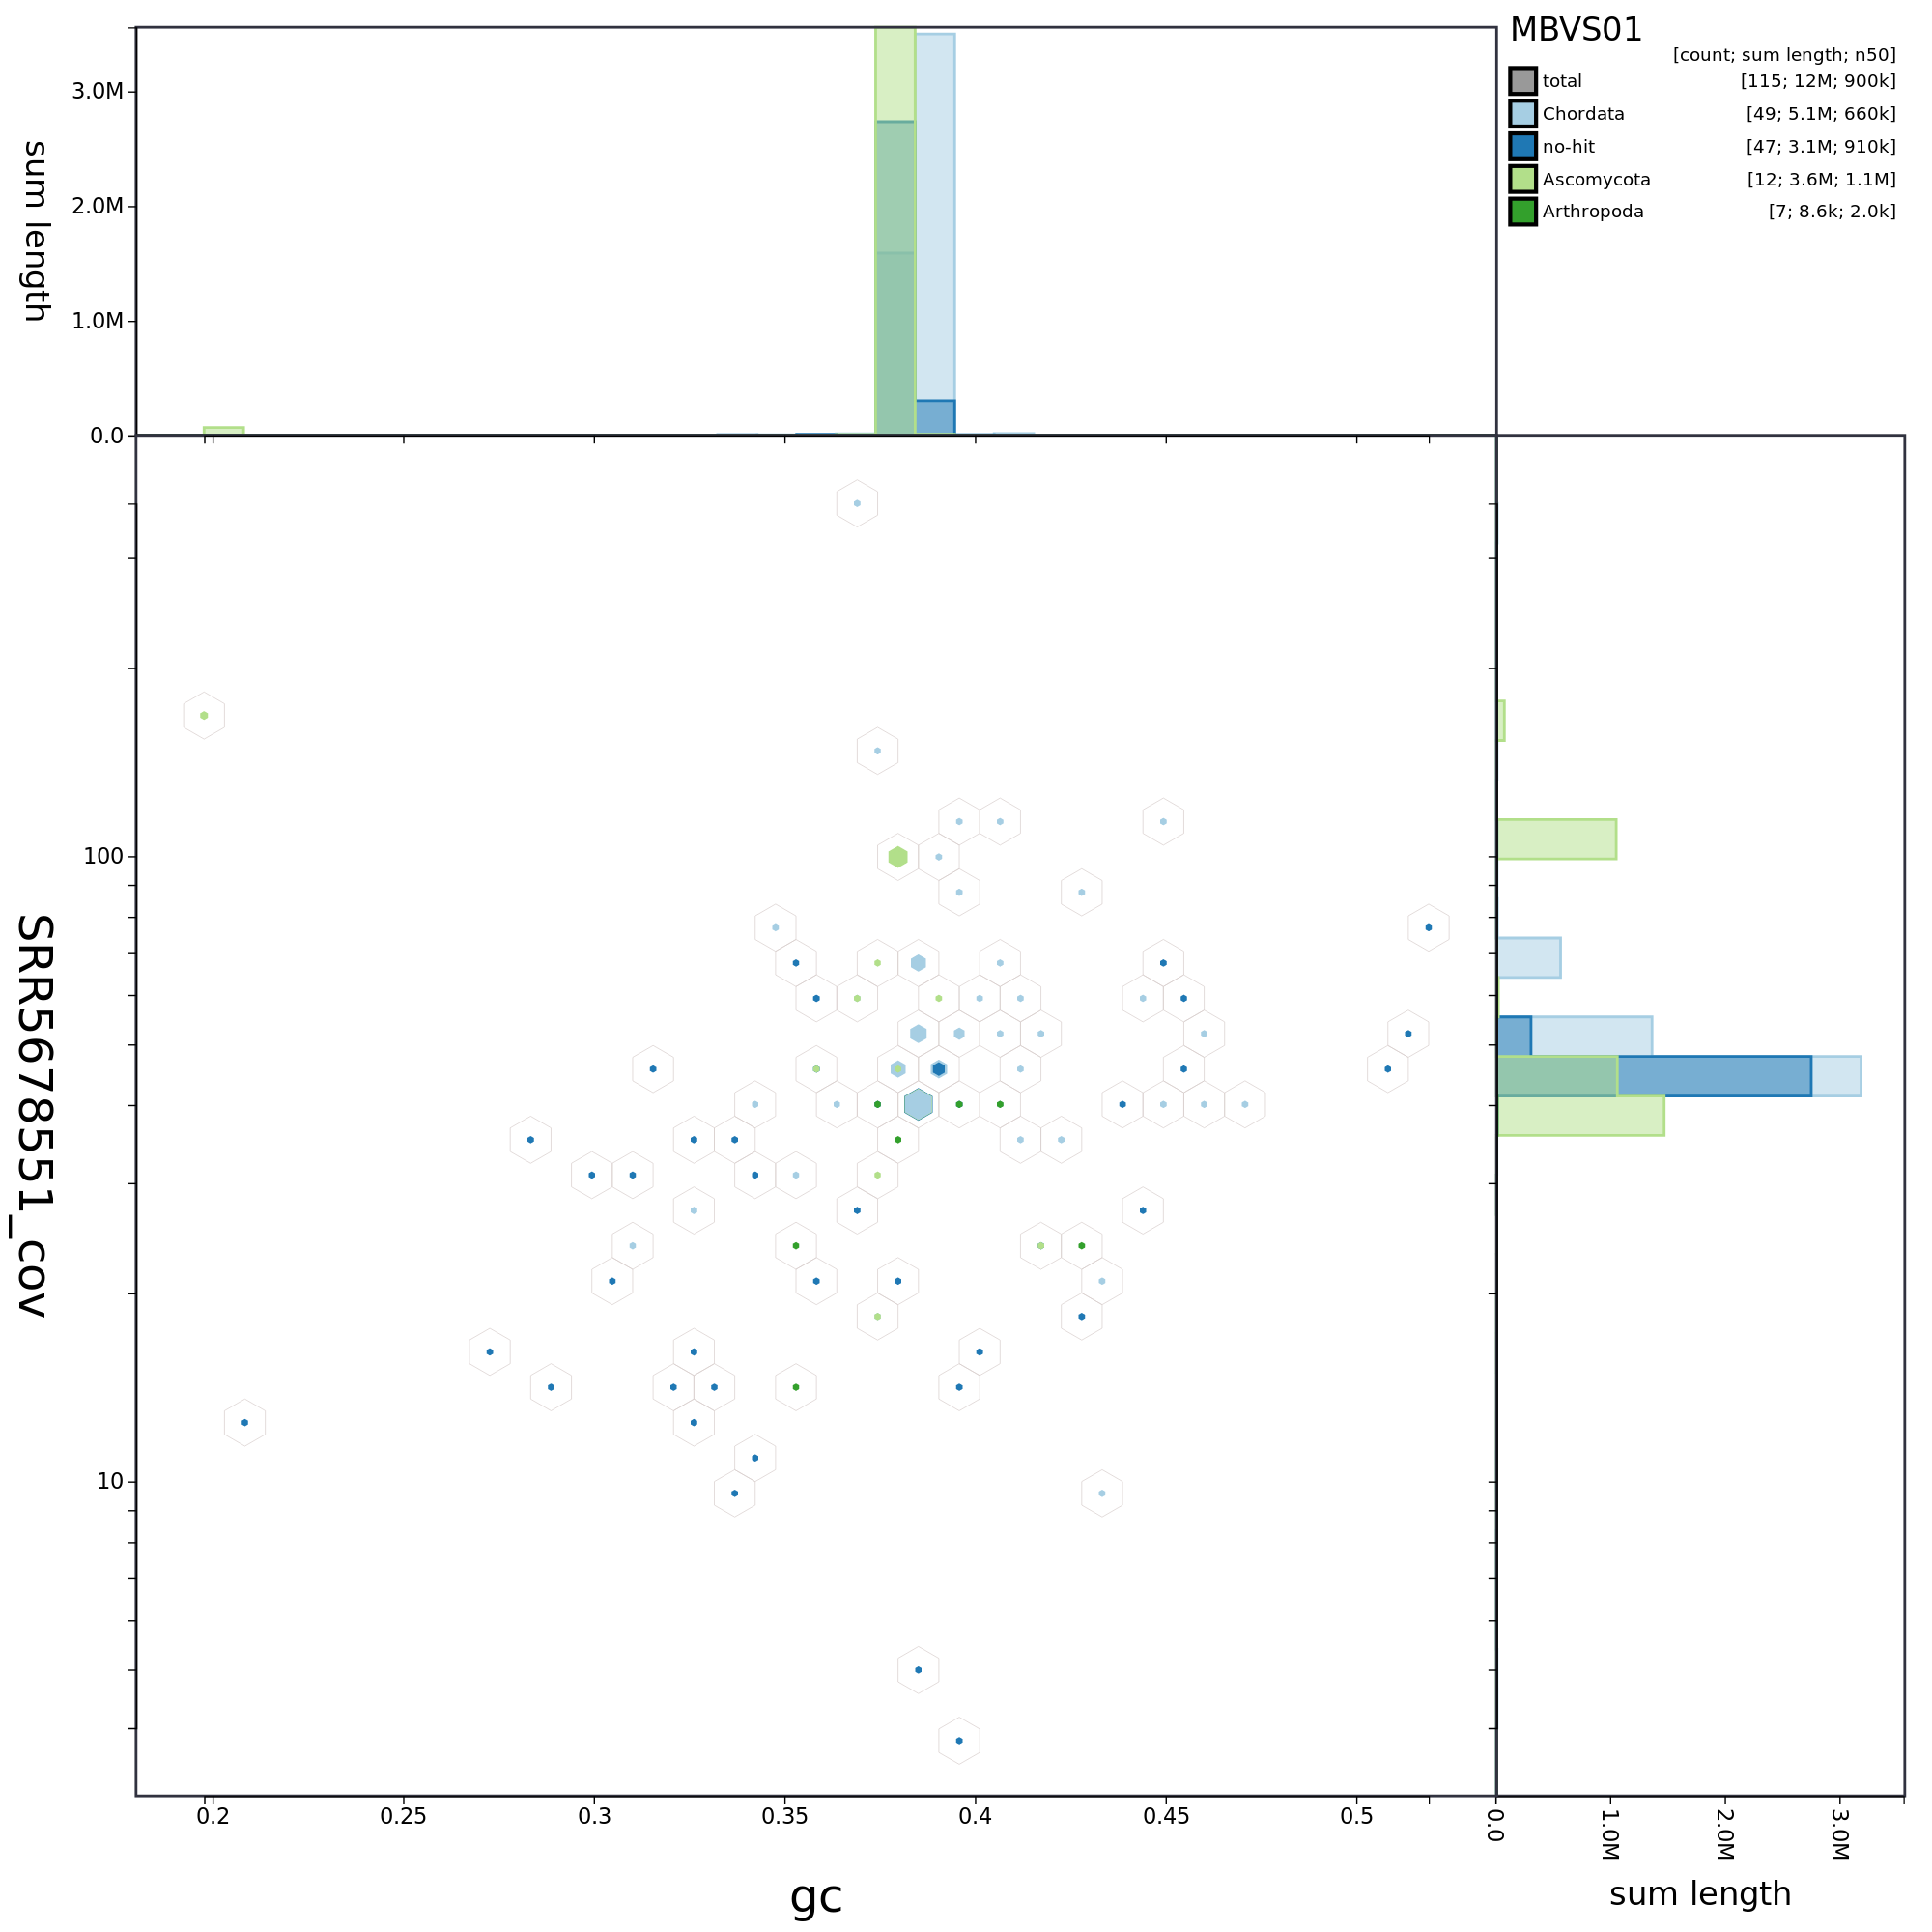 MBVS01
[count; sum length; n50]
total [115; 12M; 900k]
Chordata [49; 5.1M; 660k]
no-hit [47; 3.1M; 910k]
Ascomycota [12; 3.6M; 1.1M]
Arthropoda [7; 8.6k; 2.0k]
sum length
3.0M
2.0M
1.0M
0.0
SRR5678551_cov
100
10
0.2 0.25 0.3 0.35 0.4 0.45 0.5
gc
0.0 1.0M 2.0M 3.0M
sum length